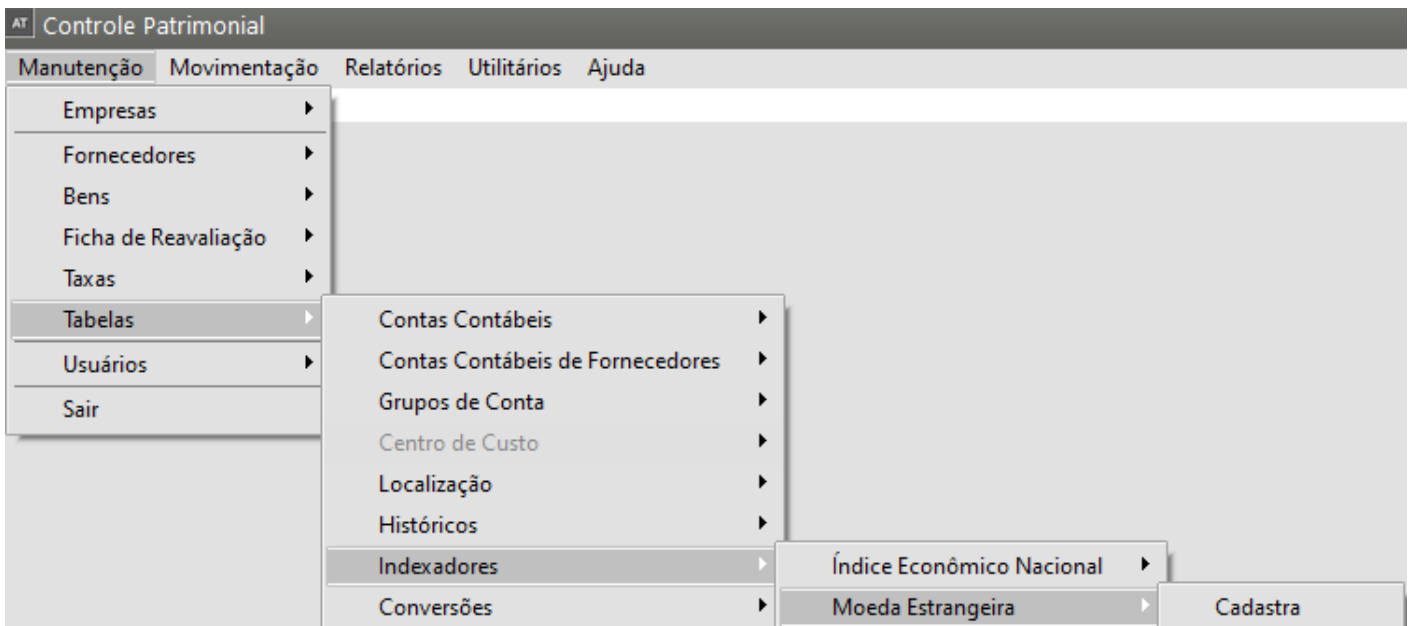 AT Controle Patrimonial
Manutenção Movimentação Relatórios Utilitários Ajuda
Empresas
Fornecedores
Bens
Ficha de Reavaliação
Taxas
Tabelas
Usuários
Sair
Contas Contábeis
Contas Contábeis de Fornecedores
Grupos de Conta
Centro de Custo
Localização
Históricos
Indexadores
Conversões
Índice Econômico Nacional
Moeda Estrangeira
Cadastra